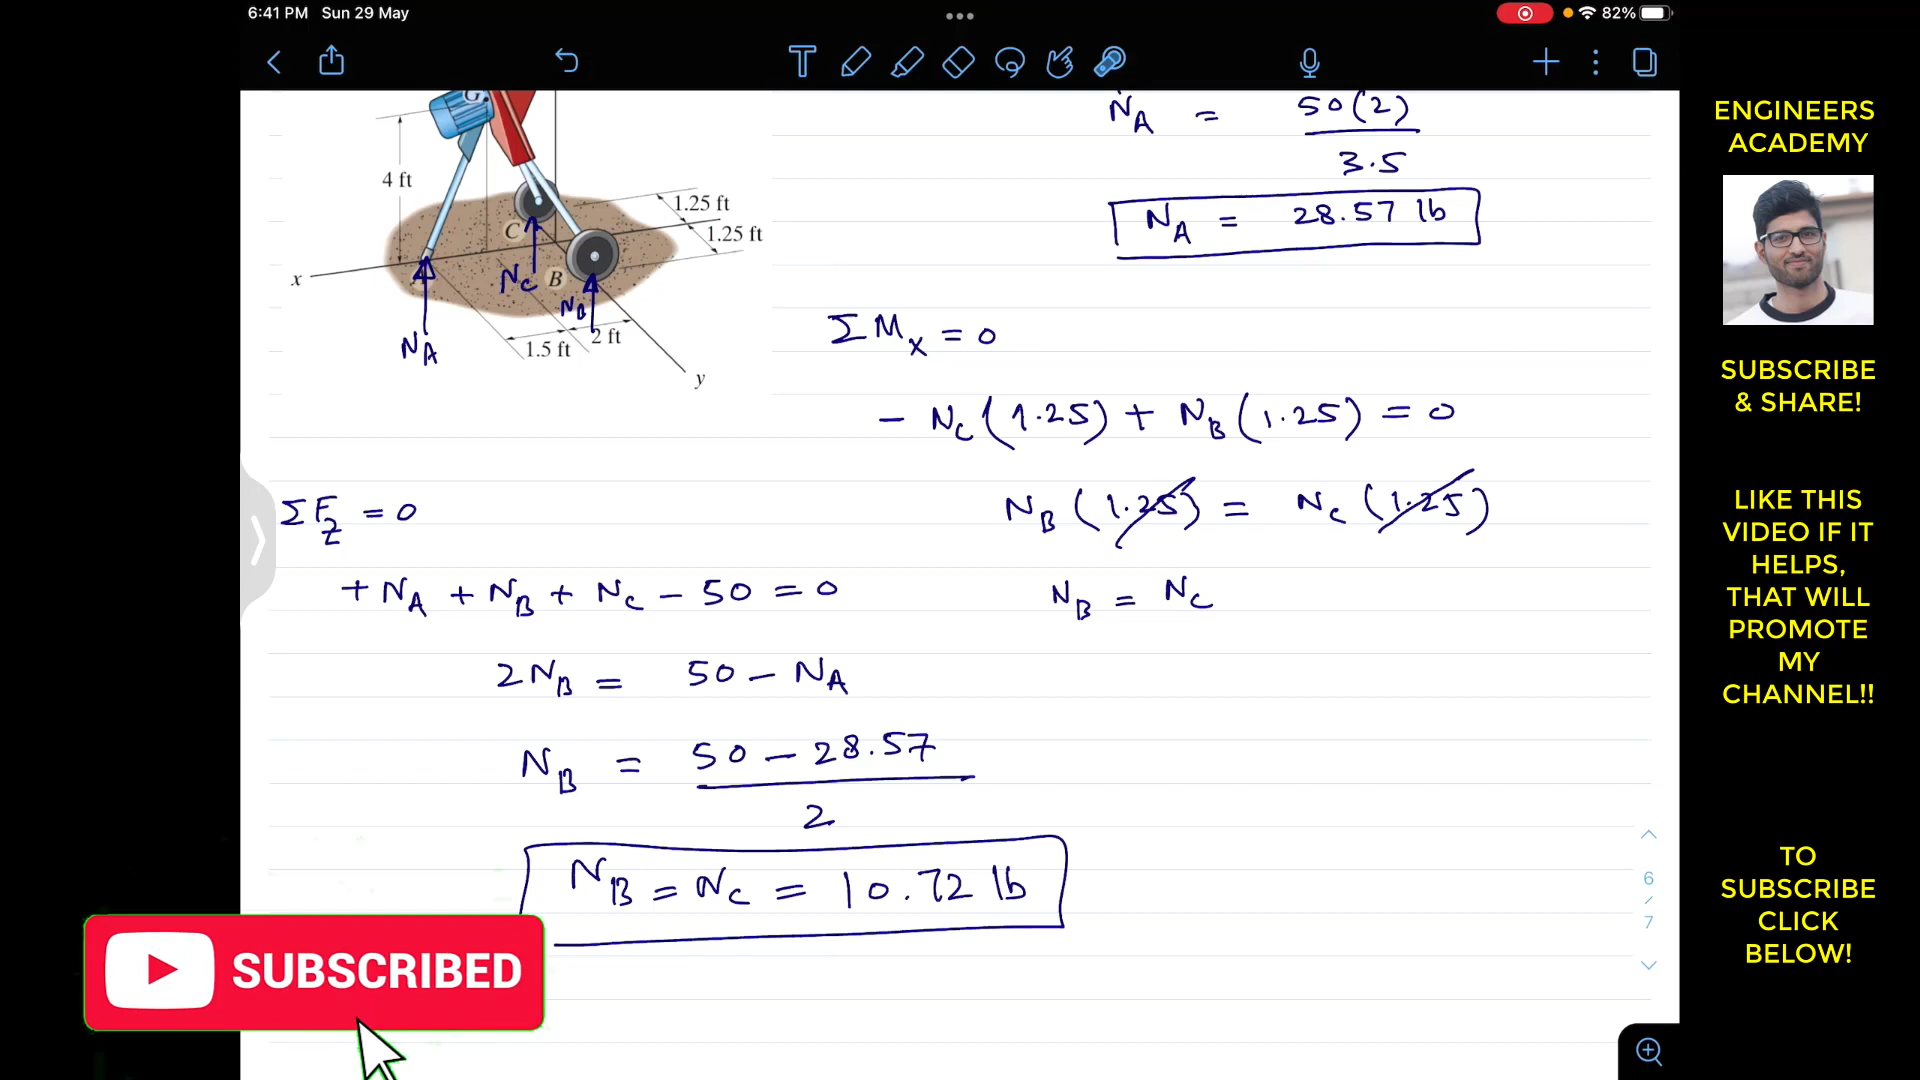 6:41 PM Sun 29 May
82%
T
N_A = 50(2) / 3.5
N_A = 28.57 lb
G
4 ft
1.25 ft
1.25 ft
C
x
A
N_C
B
N_B
N_A
1.5 ft
2 ft
y
ΣM_x = 0
- N_C (1.25) + N_B (1.25) = 0
N_B (1.25) = N_C (1.25)
N_B = N_C
ΣF_z = 0
+ N_A + N_B + N_C - 50 = 0
2N_B = 50 - N_A
N_B = 50 - 28.57 / 2
N_B = N_C = 10.72 lb
6
/
7
SUBSCRIBED
ENGINEERS
ACADEMY
SUBSCRIBE
& SHARE!
LIKE THIS
VIDEO IF IT
HELPS,
THAT WILL
PROMOTE
MY
CHANNEL!!
TO
SUBSCRIBE
CLICK
BELOW!